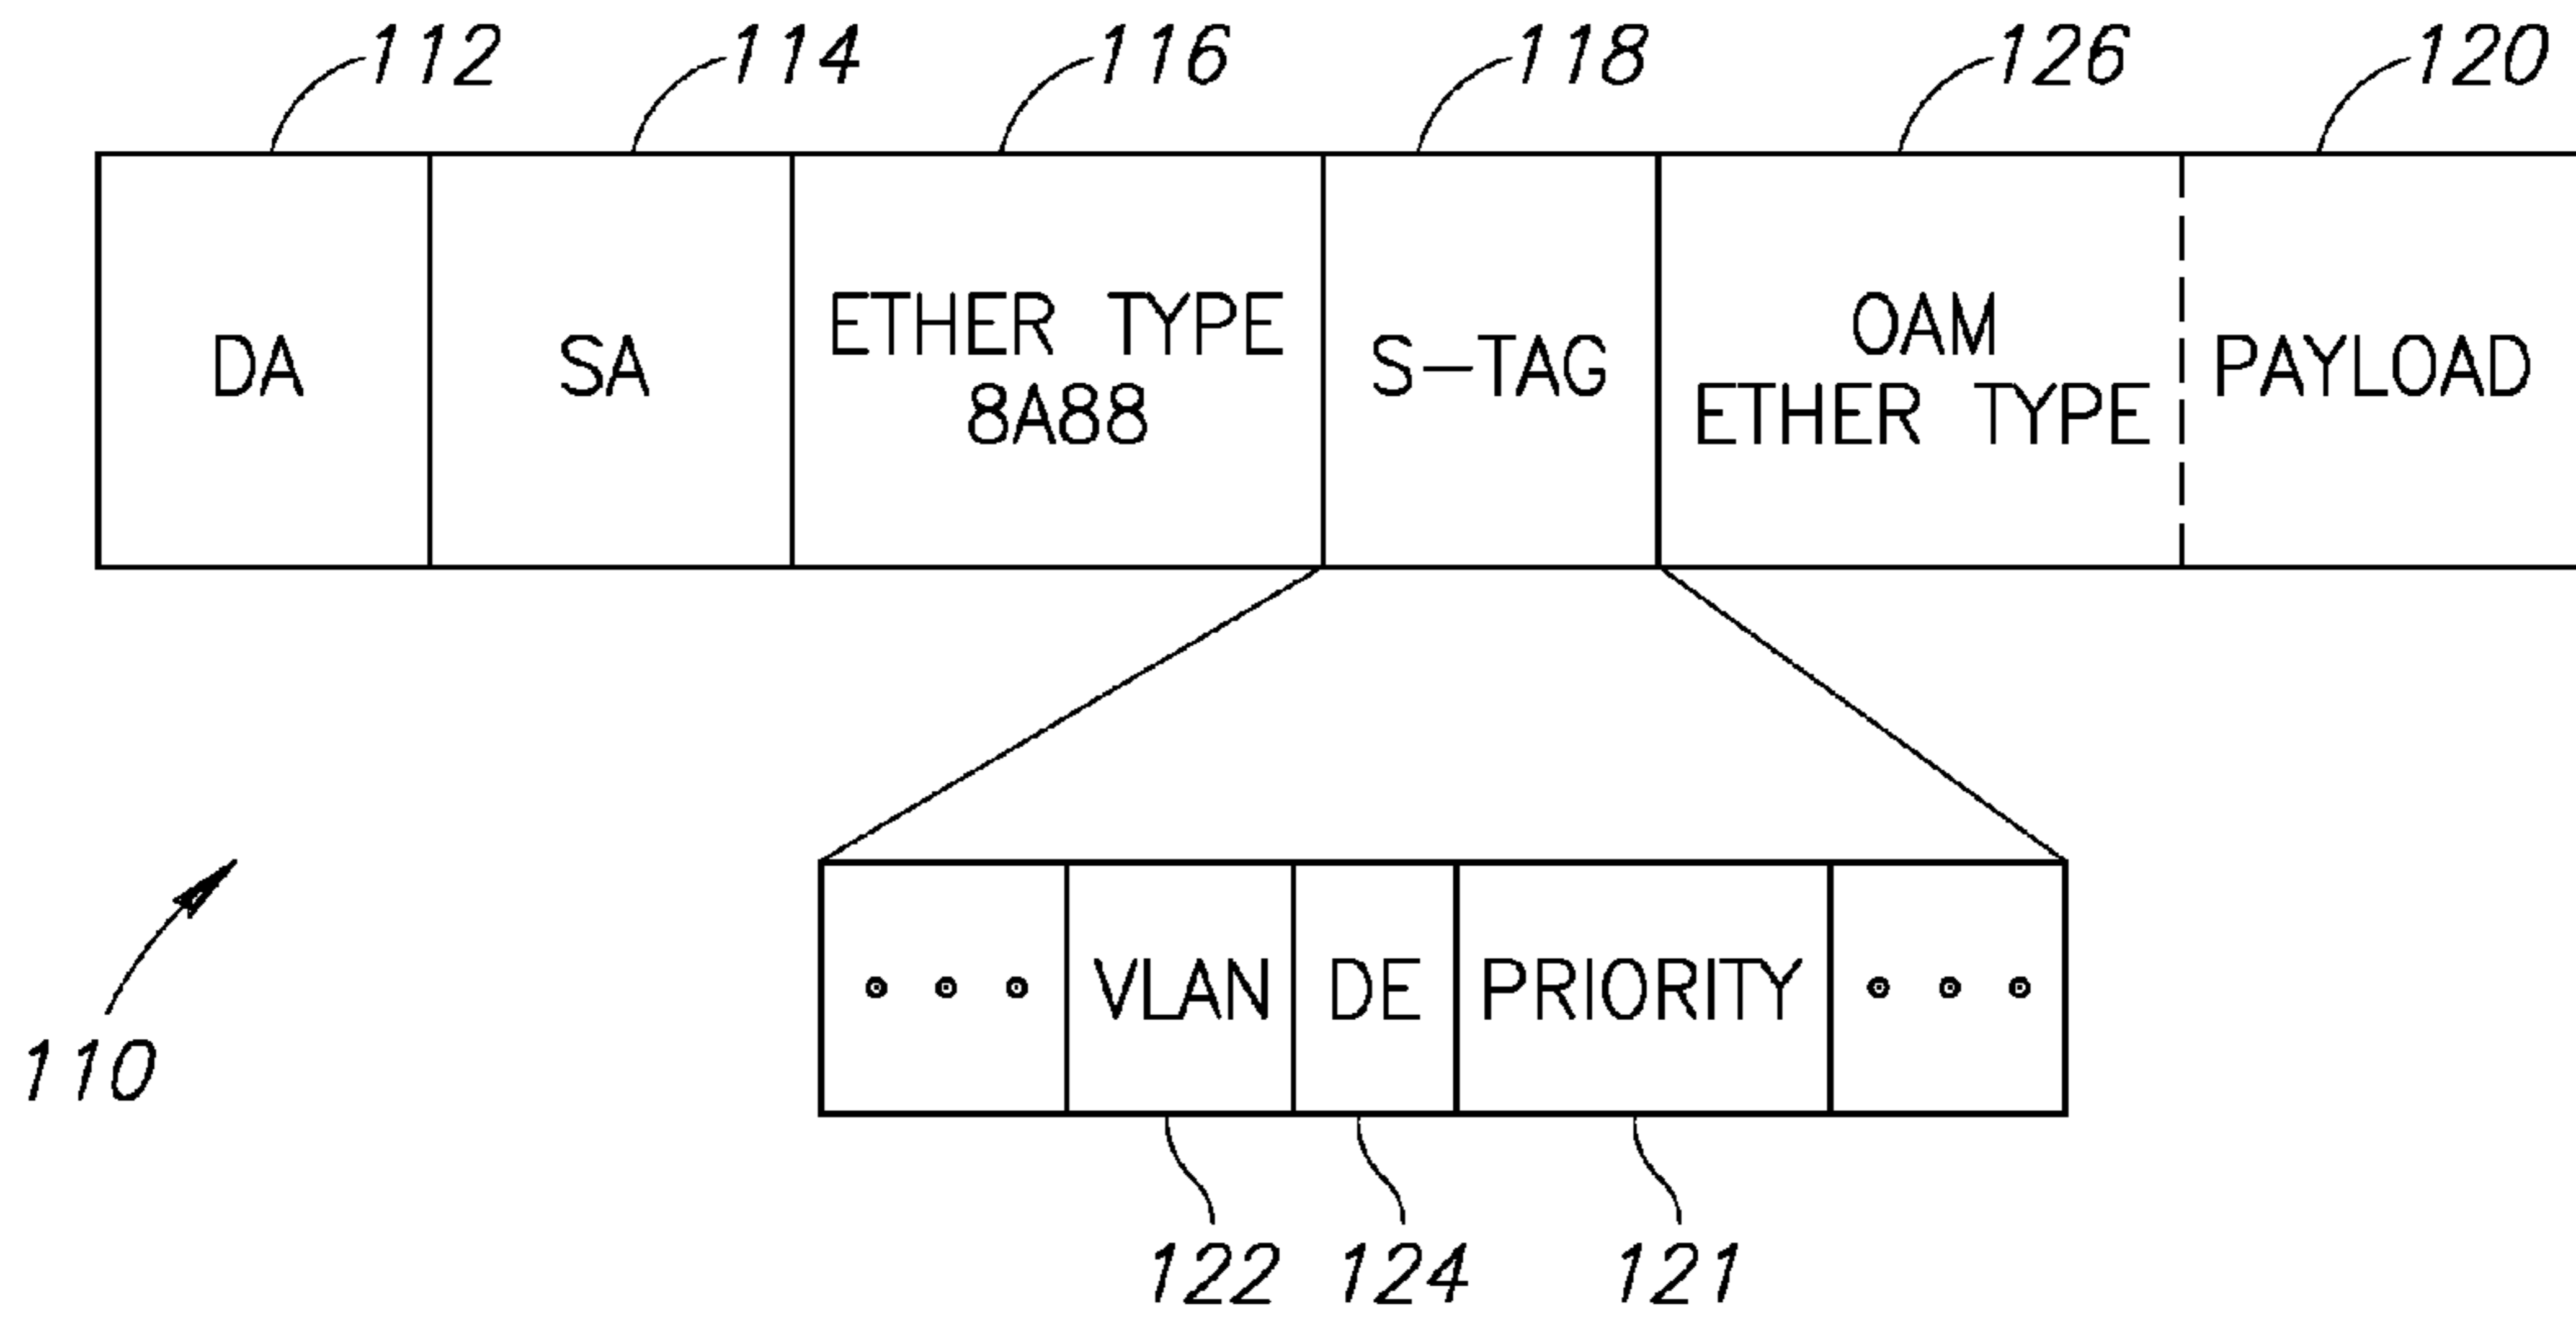 112 114 116 118 126 120
DA SA ETHER TYPE 8A88 S-TAG OAM ETHER TYPE PAYLOAD
VLAN DE PRIORITY
110
122 124 121